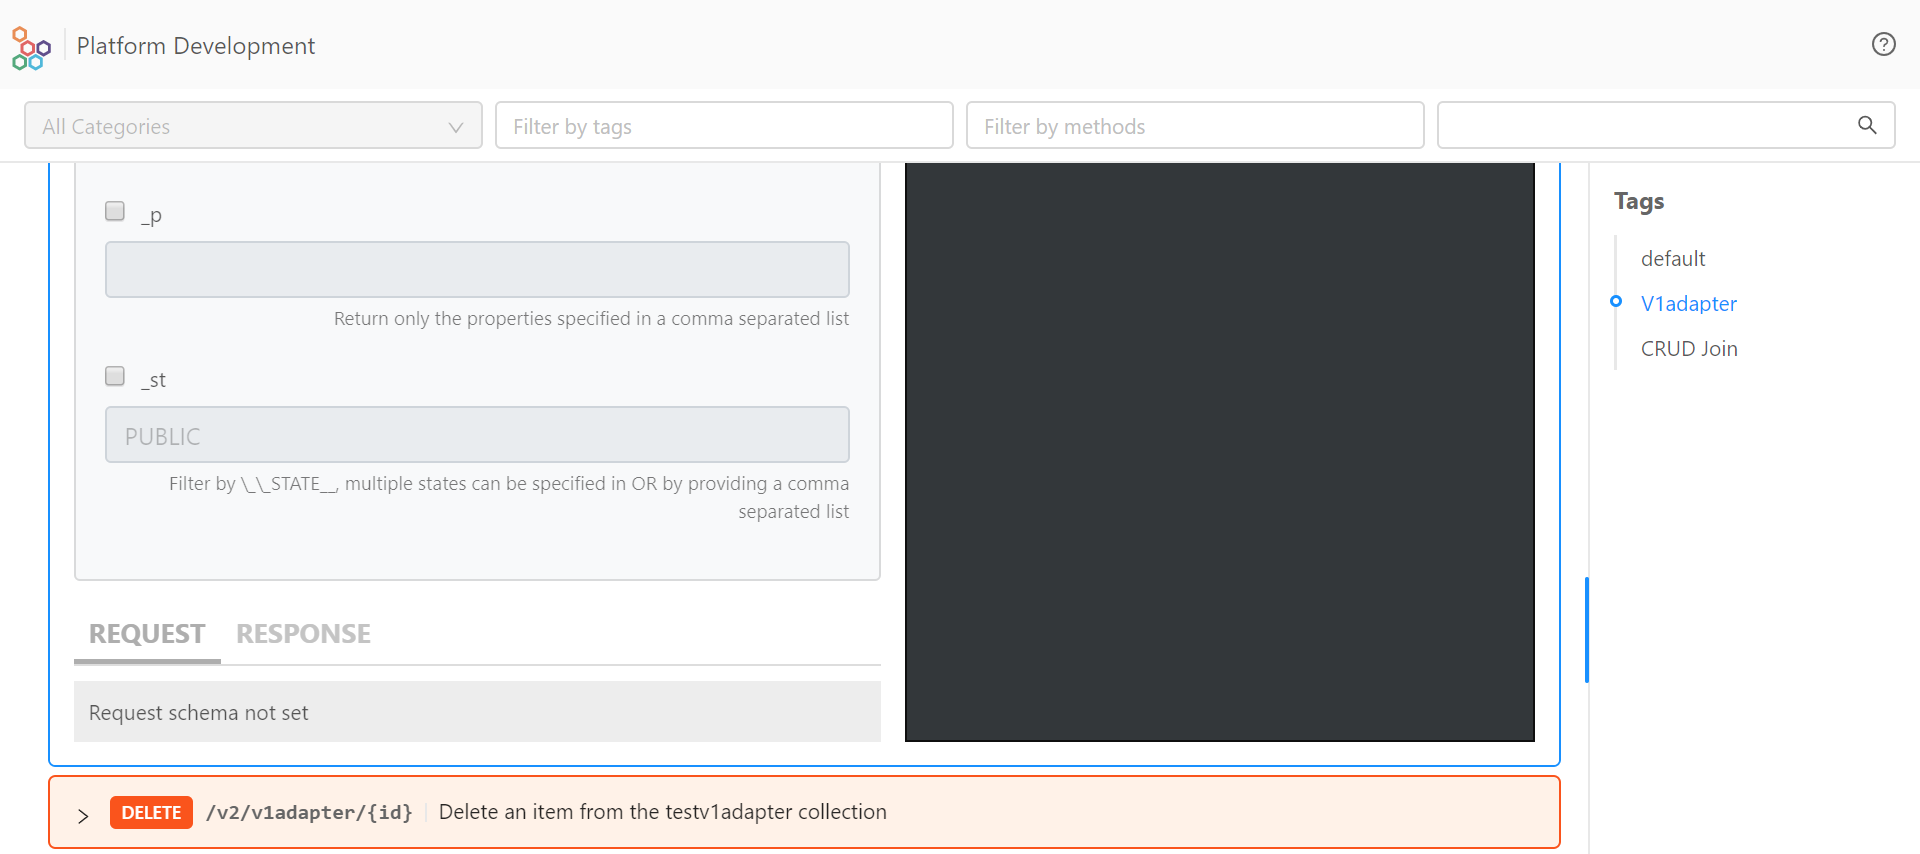 Platform Development
All Categories
Filter by tags
Filter by methods
_p
Return only the properties specified in a comma separated list
_st
PUBLIC
Filter by \_\_STATE__, multiple states can be specified in OR by providing a comma
separated list
REQUEST RESPONSE
Request schema not set
DELETE /v2/v1adapter/{id} Delete an item from the testv1adapter collection
Tags
default
V1adapter
CRUD Join